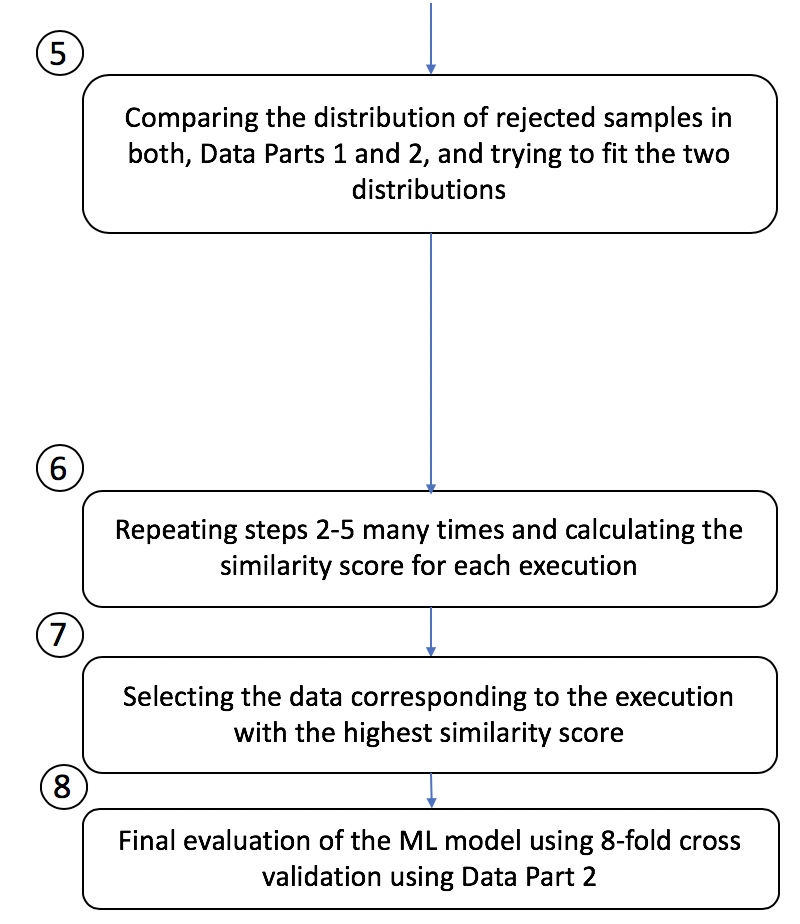 5
Comparing the distribution of rejected samples in
both, Data Parts 1 and 2, and trying to fit the two
distributions
6
Repeating steps 2-5 many times and calculating the
similarity score for each execution
7
Selecting the data corresponding to the execution
with the highest similarity score
8
Final evaluation of the ML model using 8-fold cross
validation using Data Part 2